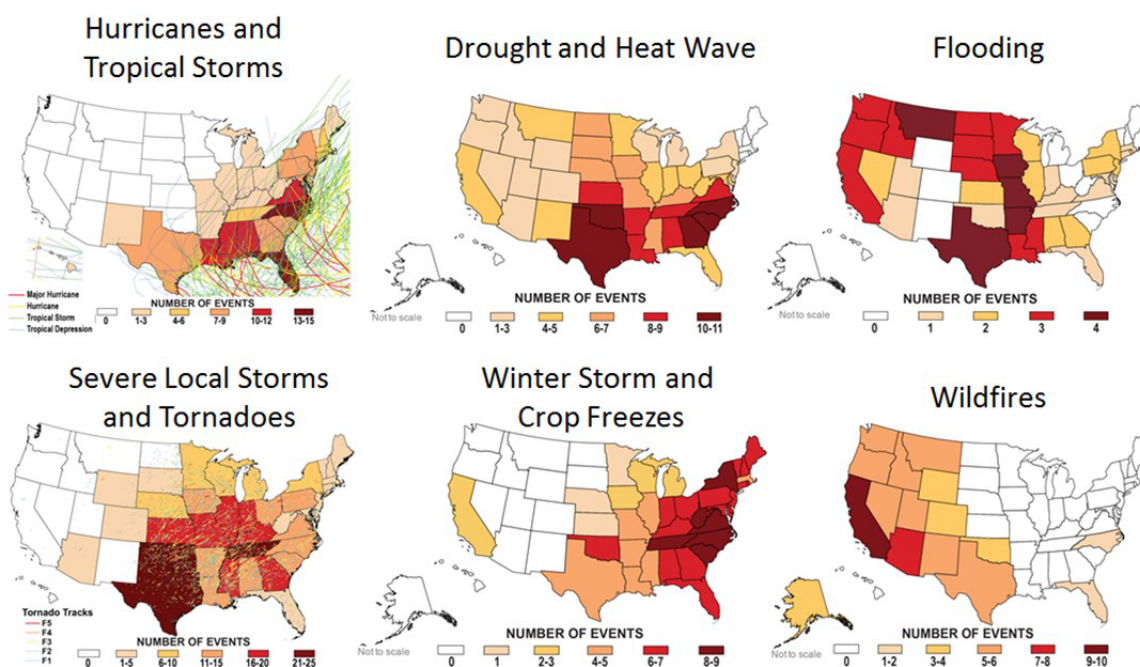 Hurricanes and
Tropical Storms
Major Hurricane
Hurricane
Tropical Storm
Tropical Depression
NUMBER OF EVENTS
0 1-3 4-6 7-9 10-12 13-15
Drought and Heat Wave
Not to scale
NUMBER OF EVENTS
0 1-3 4-5 6-7 8-9 10-11
Flooding
Not to scale
NUMBER OF EVENTS
0 1 2 3 4
Severe Local Storms
and Tornadoes
Tornado Tracks
F5
F4
F3
F2
F1
NUMBER OF EVENTS
0 1-5 6-10 11-15 16-20 21-25
Winter Storm and
Crop Freezes
Not to scale
NUMBER OF EVENTS
0 1 2-3 4-5 6-7 8-9
Wildfires
Not to scale
NUMBER OF EVENTS
0 1-2 3-4 5-6 7-8 9-10